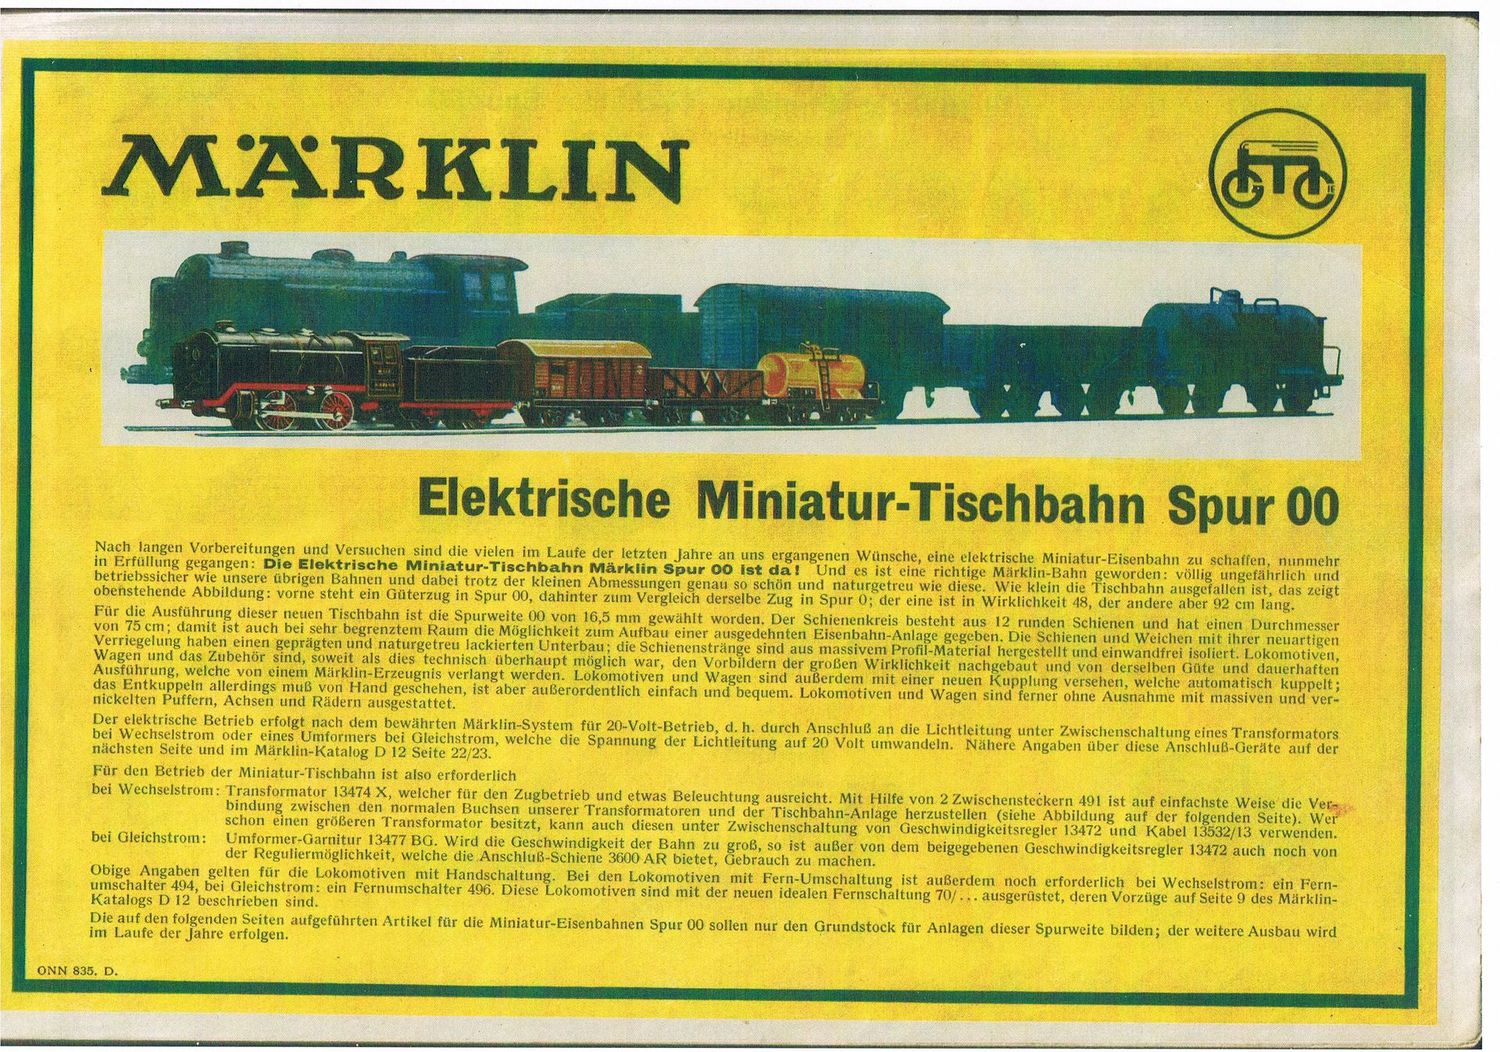 MÄRKLIN
Elektrische Miniatur-Tischbahn Spur 00
Nach langen Vorbereitungen und Versuchen sind die vielen im Laufe der letzten Jahre an uns ergangenen Wünsche, eine elektrische Miniatur-Eisenbahn zu schaffen, nunmehr
in Erfüllung gegangen: Die Elektrische Miniatur-Tischbahn Märklin Spur 00 ist da! Und es ist eine richtige Märklin-Bahn geworden: völlig ungefährlich und
betriebssicher wie unsere übrigen Bahnen und dabei trotz der kleinen Abmessungen genau so schön und naturgetreu wie diese. Wie klein die Tischbahn ausgefallen ist, das zeigt
obenstehende Abbildung: vorne steht ein Güterzug in Spur 00, dahinter zum Vergleich derselbe Zug in Spur 0; der eine ist in Wirklichkeit 48, der andere aber 92 cm lang.
Für die Ausführung dieser neuen Tischbahn ist die Spurweite 00 von 16,5 mm gewählt worden. Der Schienenkreis besteht aus 12 runden Schienen und hat einen Durchmesser
von 75 cm; damit ist auch bei sehr begrenztem Raum die Möglichkeit zum Aufbau einer ausgedehnten Eisenbahn-Anlage gegeben. Die Schienen und Weichen mit ihrer neuartigen
Verriegelung haben einen geprägten und naturgetreu lackierten Unterbau; die Schienenstränge sind aus massivem Profil-Material hergestellt und einwandfrei isoliert. Lokomotiven,
Wagen und das Zubehör sind, soweit als dies technisch überhaupt möglich war, den Vorbildern der großen Wirklichkeit nachgebaut und von derselben Güte und dauerhaften
Ausführung, welche von einem Märklin-Erzeugnis verlangt werden. Lokomotiven und Wagen sind außerdem mit einer neuen Kupplung versehen, welche automatisch kuppelt;
das Entkuppeln allerdings muß von Hand geschehen, ist aber außerordentlich einfach und bequem. Lokomotiven und Wagen sind ferner ohne Ausnahme mit massiven und ver-
nickelten Puffern, Achsen und Rädern ausgestattet.
Der elektrische Betrieb erfolgt nach dem bewährten Märklin-System für 20-Volt-Betrieb, d. h. durch Anschluß an die Lichtleitung unter Zwischenschaltung eines Transformators
bei Wechselstrom oder eines Umformers bei Gleichstrom, welche die Spannung der Lichtleitung auf 20 Volt umwandeln. Nähere Angaben über diese Anschluß-Geräte auf der
nächsten Seite und im Märklin-Katalog D 12 Seite 22/23.
Für den Betrieb der Miniatur-Tischbahn ist also erforderlich
bei Wechselstrom: Transformator 13474 X, welcher für den Zugbetrieb und etwas Beleuchtung ausreicht. Mit Hilfe von 2 Zwischensteckern 491 ist auf einfachste Weise die Ver-
bindung zwischen den normalen Buchsen unserer Transformatoren und der Tischbahn-Anlage herzustellen (siehe Abbildung auf der folgenden Seite). Wer
schon einen größeren Transformator besitzt, kann auch diesen unter Zwischenschaltung von Geschwindigkeitsregler 13472 und Kabel 13532/13 verwenden.
bei Gleichstrom: Umformer-Garnitur 13477 BG. Wird die Geschwindigkeit der Bahn zu groß, so ist außer von dem beigegebenen Geschwindigkeitsregler 13472 auch noch von
der Reguliermöglichkeit, welche die Anschluß-Schiene 3600 AR bietet, Gebrauch zu machen.
Obige Angaben gelten für die Lokomotiven mit Handschaltung. Bei den Lokomotiven mit Fern-Umschaltung ist außerdem noch erforderlich bei Wechselstrom: ein Fern-
umschalter 494, bei Gleichstrom: ein Fernumschalter 496. Diese Lokomotiven sind mit der neuen idealen Fernschaltung 70/... ausgerüstet, deren Vorzüge auf Seite 9 des Märklin-
Katalogs D 12 beschrieben sind.
Die auf den folgenden Seiten aufgeführten Artikel für die Miniatur-Eisenbahnen Spur 00 sollen nur den Grundstock für Anlagen dieser Spurweite bilden; der weitere Ausbau wird
im Laufe der Jahre erfolgen.
ONN 835. D.